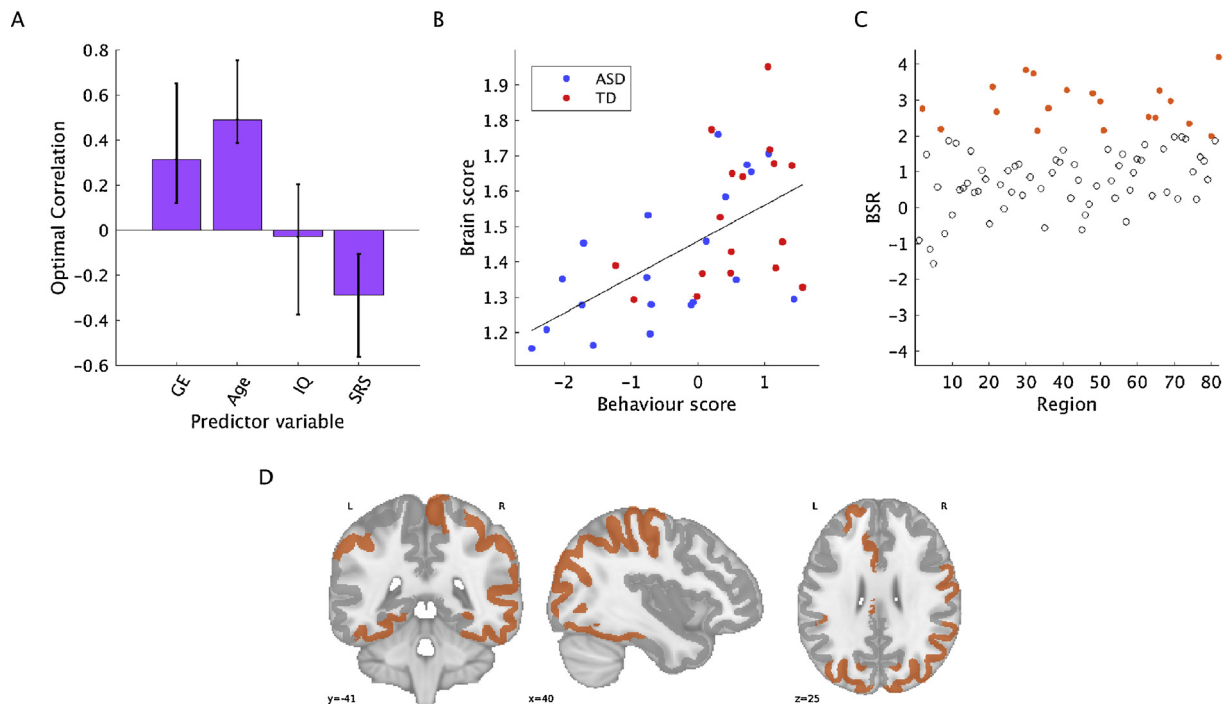 A
0.8
0.6
0.4
0.2
0
−0.2
−0.4
−0.6
Optimal Correlation
GE
Age
IQ
SRS
Predictor variable
B
ASD
TD
1.9
1.8
1.7
1.6
1.5
1.4
1.3
1.2
Brain score
−2
−1
0
1
Behaviour score
C
4
3
2
1
0
−1
−2
−3
−4
BSR
10 20 30 40 50 60 70 80
Region
D
L R
y=-41
x=40
L R
z=25